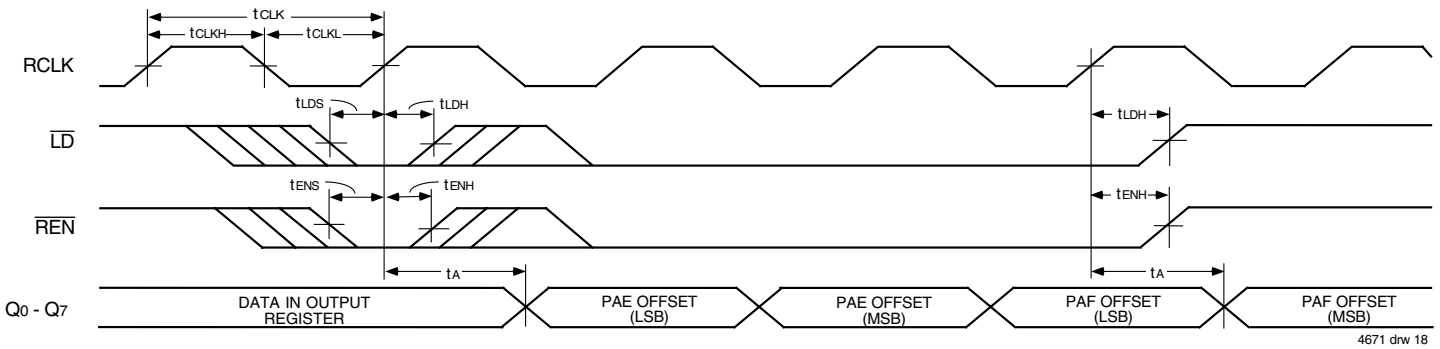 tCLK
tCLKH
tCLKL
RCLK
tLDS
tLDH
tLDH
LD
tENS
tENH
tENH
REN
tA
tA
Q0 - Q7
DATA IN OUTPUT
REGISTER
PAE OFFSET
(LSB)
PAE OFFSET
(MSB)
PAF OFFSET
(LSB)
PAF OFFSET
(MSB)
4671 drw 18